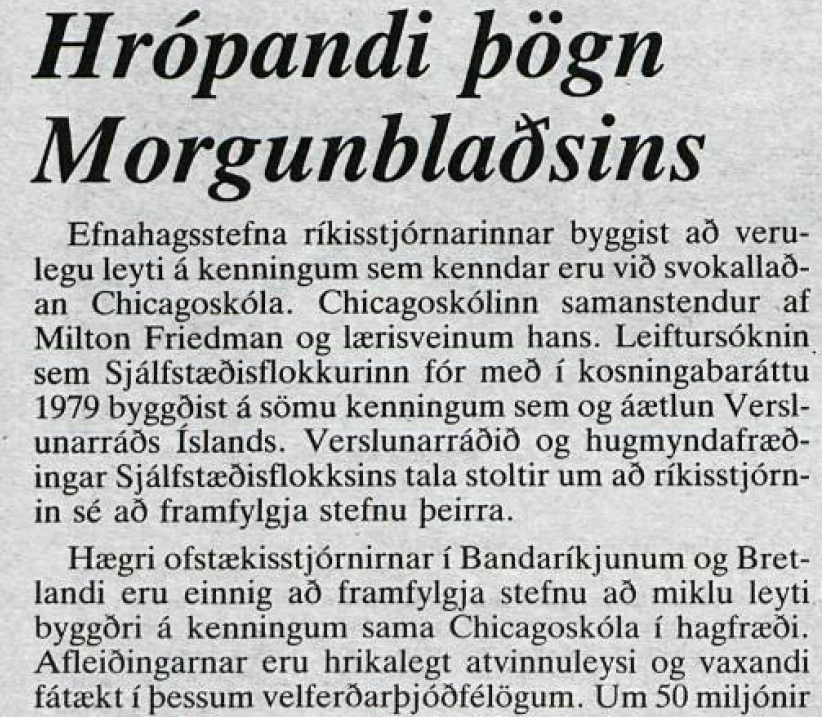 Hrópandi þögn
Morgunblaðsins
Efnahagsstefna ríkisstjórnarinnar byggist að veru-
legu leyti á kenningum sem kenndar eru við svokallað-
an Chicagoskóla. Chicagoskólinn samanstendur af
Milton Friedman og lærisveinum hans. Leiftursóknin
sem Sjálfstæðisflokkurinn fór með í kosningabaráttu
1979 byggðist á sömu kenningum sem og áætlun Versl-
unarráðs Íslands. Verslunarráðið og hugmyndafræð-
ingar Sjálfstæðisflokksins tala stoltir um að ríkisstjórn-
in sé að framfylgja stefnu þeirra.
Hægri ofstækisstjórnirnar í Bandaríkjunum og Bret-
landi eru einnig að framfylgja stefnu að miklu leyti
byggðri á kenningum sama Chicagoskóla í hagfræði.
Afleiðingarnar eru hrikalegt atvinnuleysi og vaxandi
fátækt í þessum velferðarþjóðfélögum. Um 50 miljónir